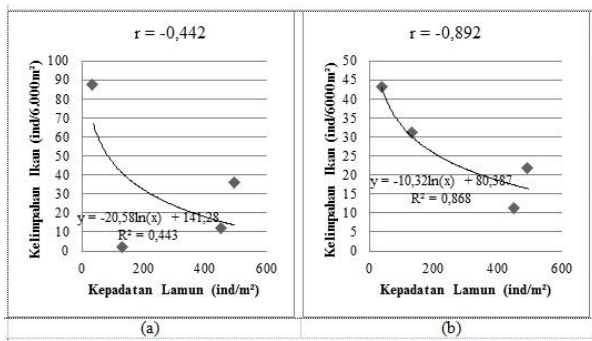 r = -0,442
Kelimpahan Ikan (ind/6.000m²)
100
90
80
70
60
50
40
30
20
10
0
y = -20,58ln(x) + 141,28
R² = 0,443
0 200 400 600
Kepadatan Lamun (ind/m²)
(a)
r = -0,892
Kelimpahan Ikan (ind/6000m²)
50
45
40
35
30
25
20
15
10
5
0
y = -10,32ln(x) + 80,387
R² = 0,868
0 200 400 600
Kepadatan Lamun (ind/m²)
(b)